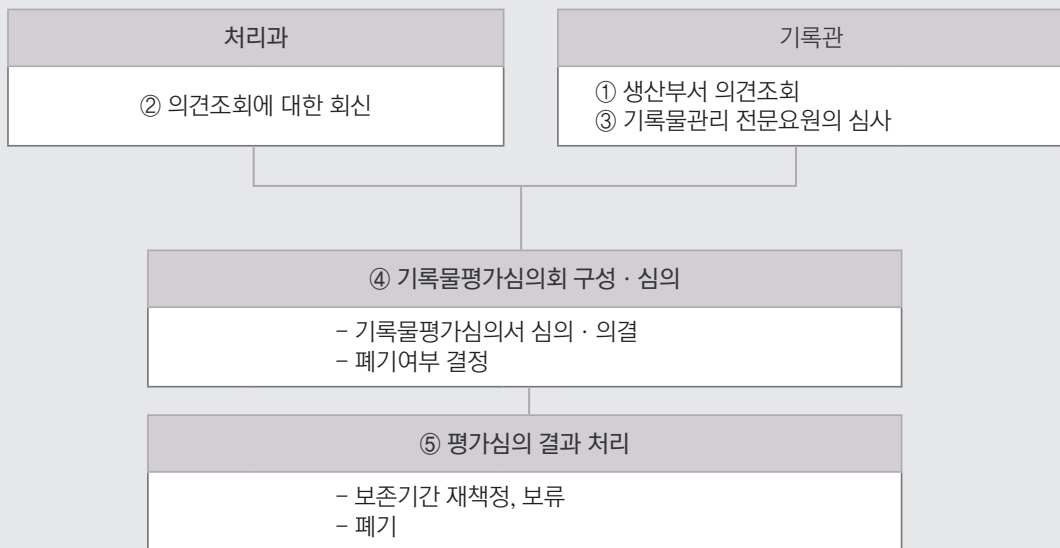 처리과
② 의견조회에 대한 회신
기록관
① 생산부서 의견조회
③ 기록물관리 전문요원의 심사
④ 기록물평가심의회 구성 · 심의
– 기록물평가심의서 심의 · 의결
– 폐기여부 결정
⑤ 평가심의 결과 처리
– 보존기간 재책정, 보류
– 폐기